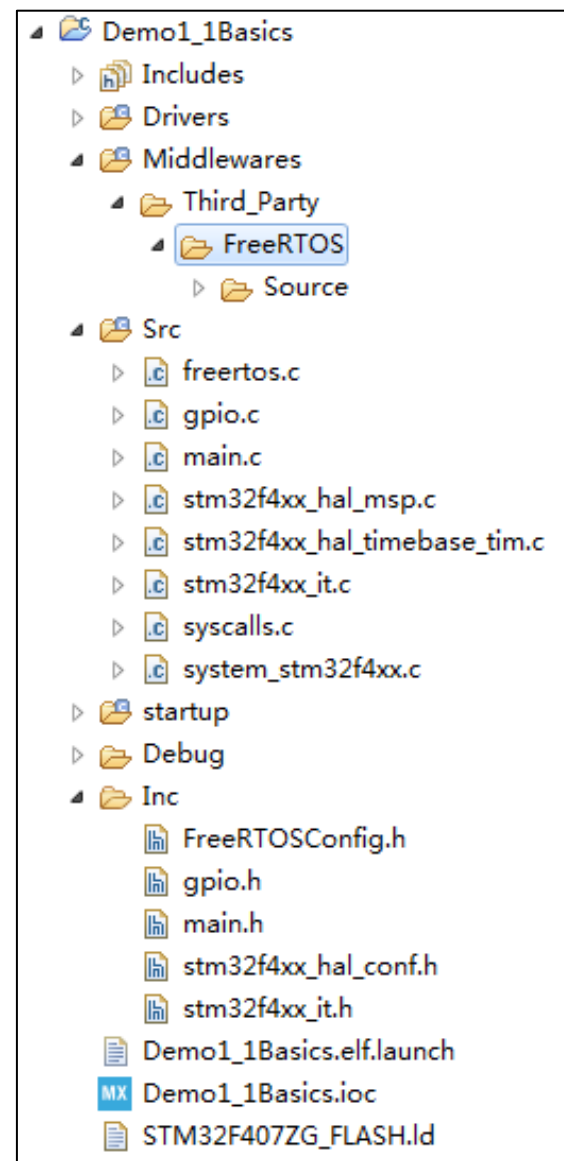 Demo1_1Basics
Includes
Drivers
Middlewares
Third_Party
FreeRTOS
Source
Src
freertos.c
gpio.c
main.c
stm32f4xx_hal_msp.c
stm32f4xx_hal_timebase_tim.c
stm32f4xx_it.c
syscalls.c
system_stm32f4xx.c
startup
Debug
Inc
FreeRTOSConfig.h
gpio.h
main.h
stm32f4xx_hal_conf.h
stm32f4xx_it.h
Demo1_1Basics.elf.launch
MX Demo1_1Basics.ioc
STM32F407ZG_FLASH.ld